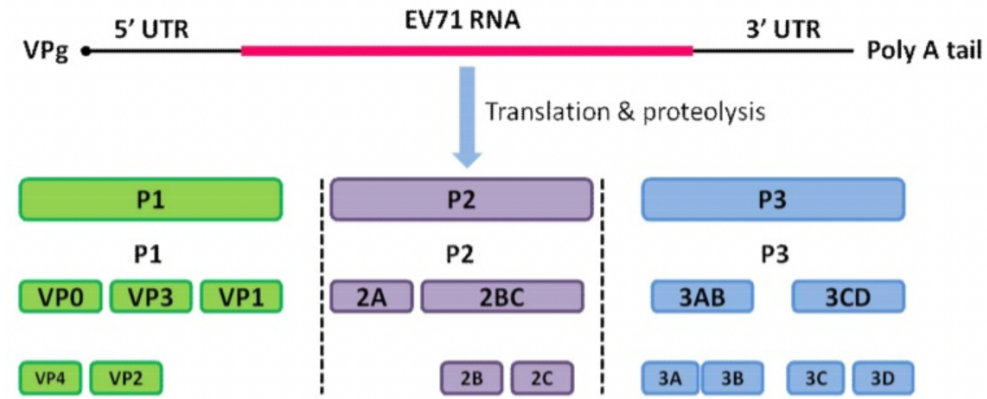 EV71 RNA
5’ UTR
3’ UTR
VPg
Poly A tail
Translation & proteolysis
P1 P2 P3
P1 P2 P3
VP0 VP3 VP1 2A 2BC 3AB 3CD
VP4 VP2 2B 2C 3A 3B 3C 3D